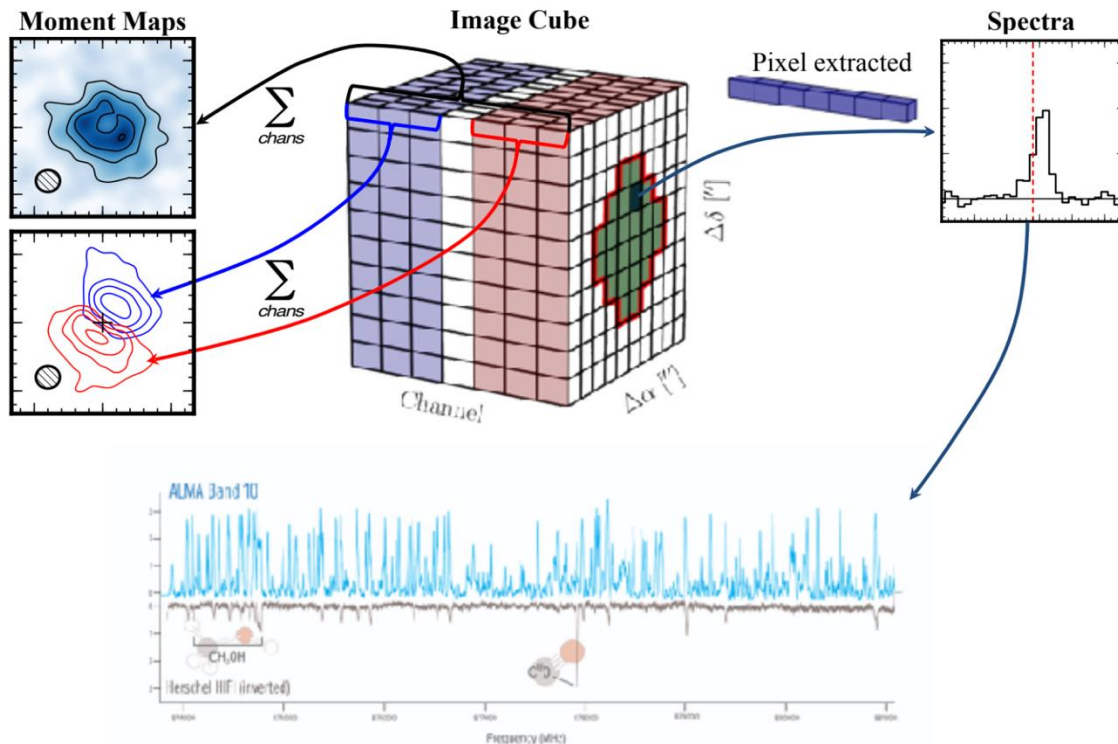 Moment Maps
Image Cube
Spectra
Pixel extracted
∑
chans
∑
chans
Δδ ["]
Δα ["]
Channel
ALMA Band 10
CH₃OH
Herschel HIFI (inverted)
Frequency (MHz)